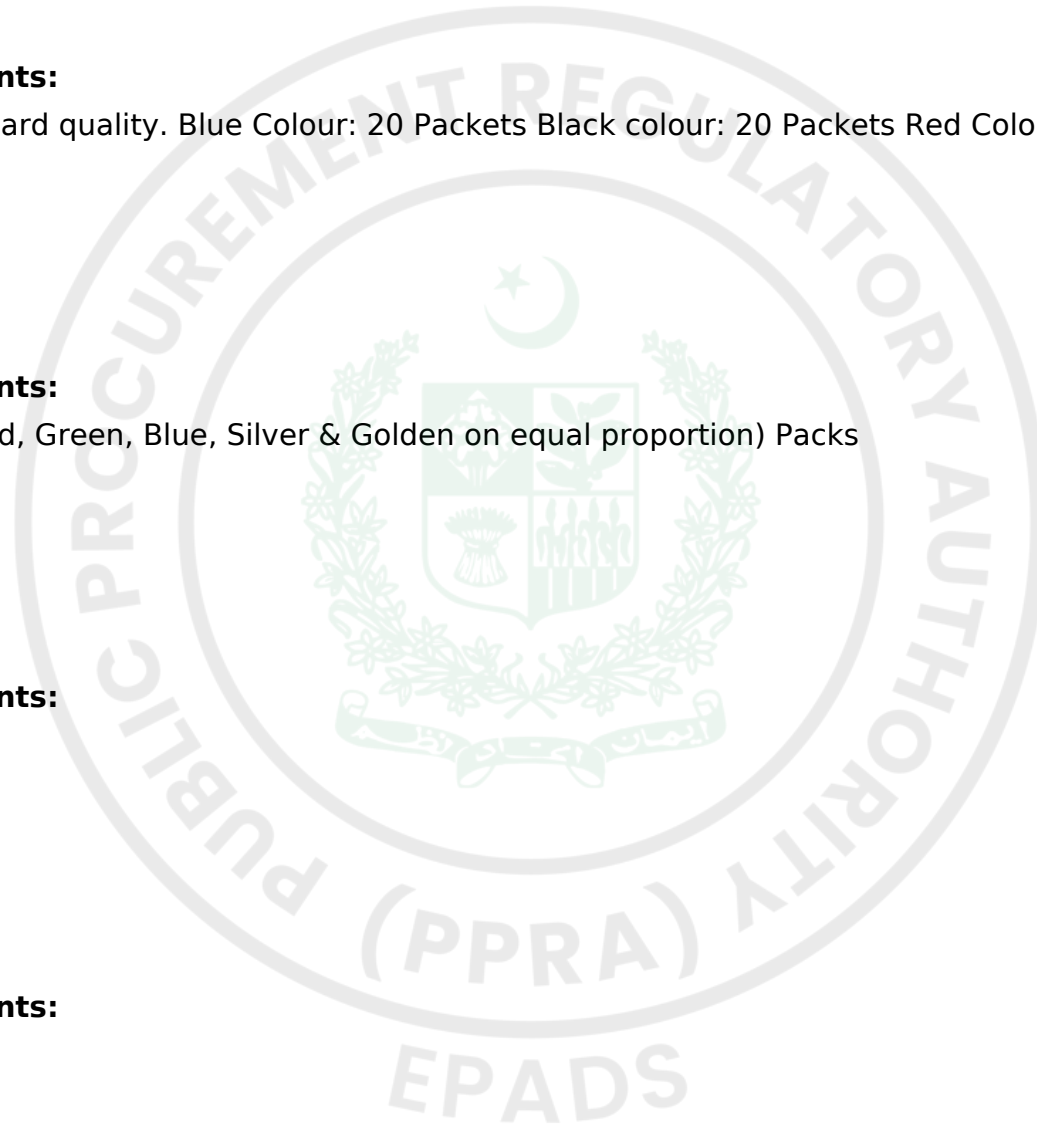 nts:
ard quality. Blue Colour: 20 Packets Black colour: 20 Packets Red Colo
nts:
d, Green, Blue, Silver & Golden on equal proportion) Packs
nts:
nts:
PUBLIC PROCUREMENT REGULATORY AUTHORITY
(PPRA)
EPADS